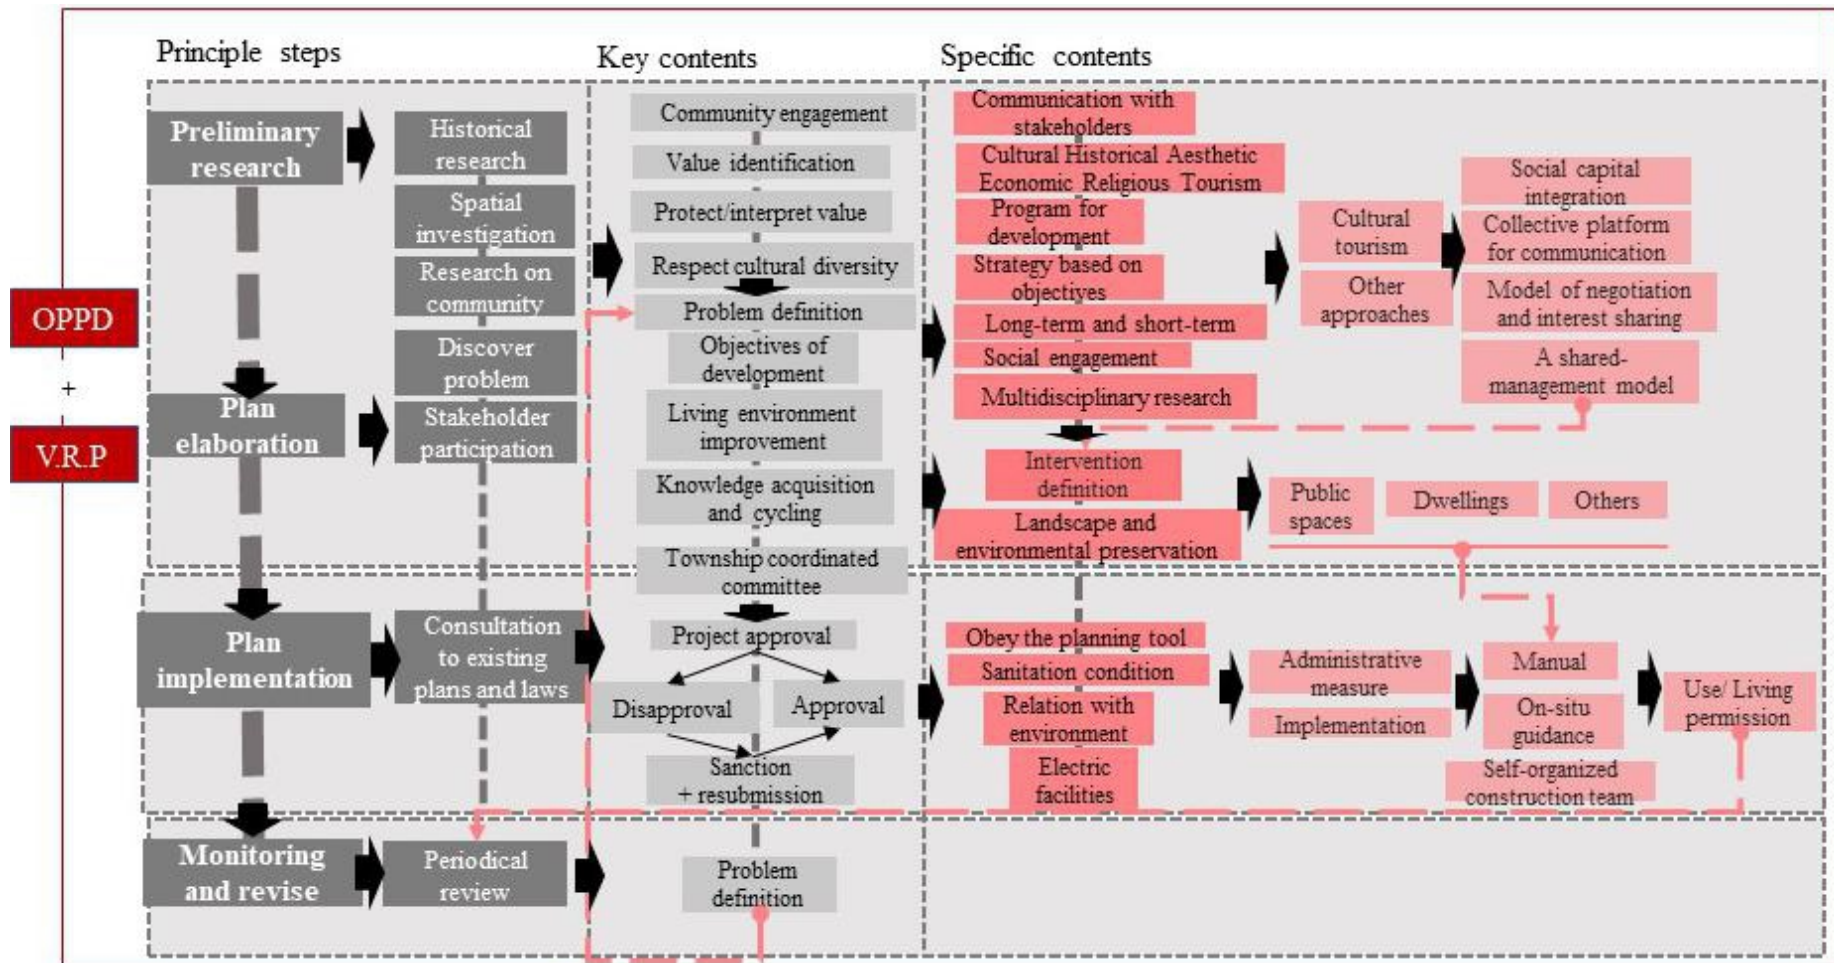 Principle steps
Key contents
Specific contents
OPPD
+
V.R.P
Preliminary
research
Historical
research
Spatial
investigation
Research on
community
Discover
problem
Plan
elaboration
Stakeholder
participation
Plan
implementation
Consultation
to existing
plans and laws
Monitoring
and revise
Periodical
review
Community engagement
Value identification
Protect/interpret value
Respect cultural diversity
Problem definition
Objectives of
development
Living environment
improvement
Knowledge acquisition
and cycling
Township coordinated
committee
Project approval
Disapproval
Approval
Sanction
+ resubmission
Problem
definition
Communication with
stakeholders
Cultural Historical Aesthetic
Economic Religious Tourism
Program for
development
Strategy based on
objectives
Long-term and short-term
Social engagement
Multidisciplinary research
Cultural
tourism
Other
approaches
Social capital
integration
Collective platform
for communication
Model of negotiation
and interest sharing
A shared-
management model
Intervention
definition
Landscape and
environmental preservation
Public
spaces
Dwellings
Others
Obey the planning tool
Sanitation condition
Relation with
environment
Electric
facilities
Administrative
measure
Implementation
Manual
On-situ
guidance
Self-organized
construction team
Use/ Living
permission